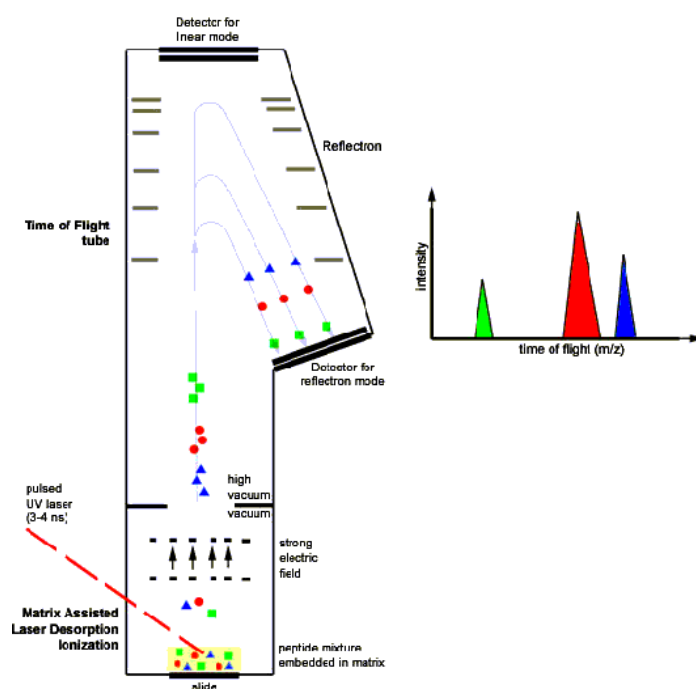 Detector for
linear mode
Reflectron
Time of Flight
tube
Detector for
reflectron mode
pulsed
UV laser
(3-4 ns)
high
vacuum
vacuum
strong
electric
field
Matrix Assisted
Laser Desorption
Ionization
peptide mixture
embedded in matrix
slide
intensity
time of flight (m/z)